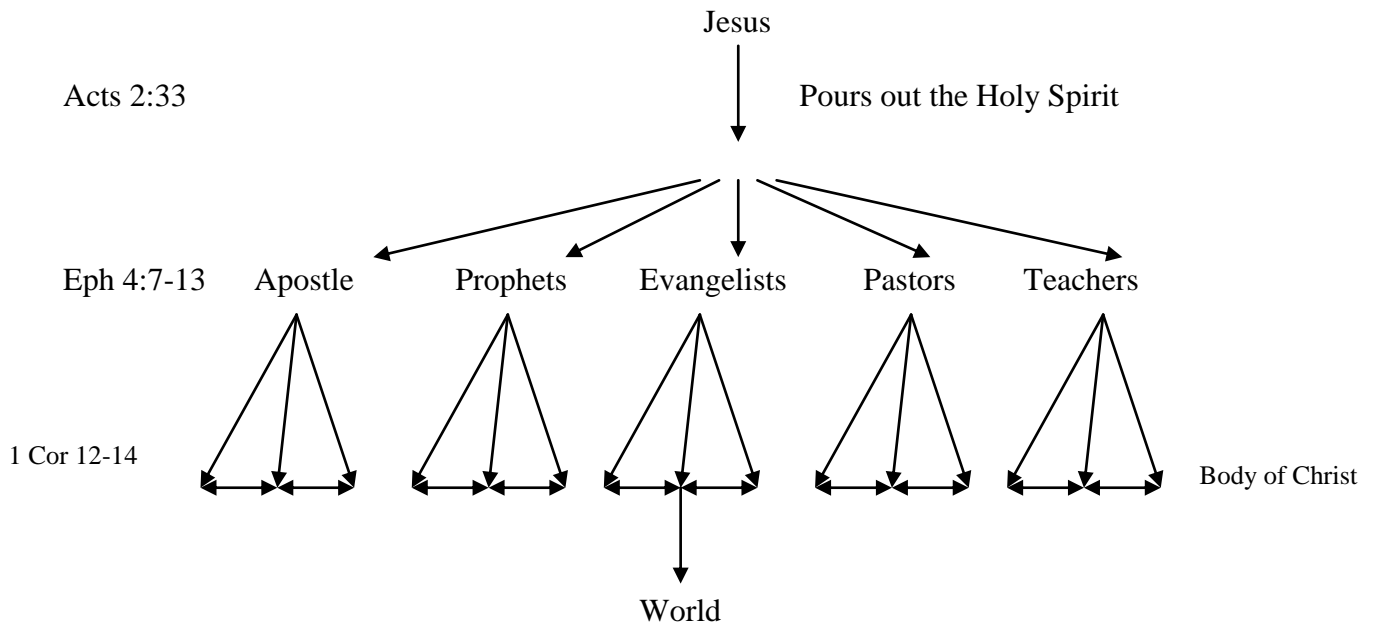 Jesus
Acts 2:33 Pours out the Holy Spirit
Eph 4:7-13 Apostle Prophets Evangelists Pastors Teachers
1 Cor 12-14
Body of Christ
World